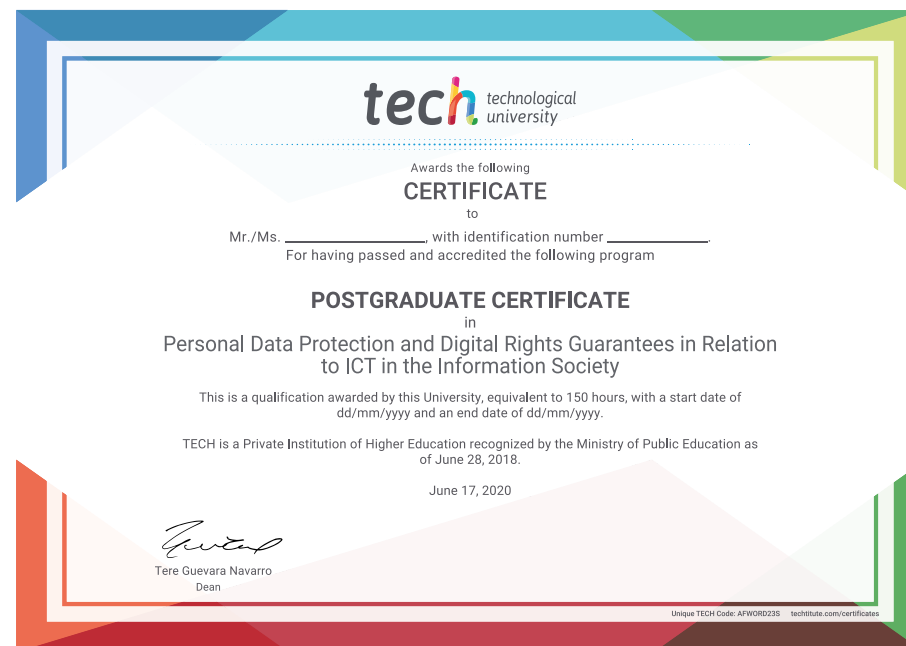 tech technological
university
Awards the following
CERTIFICATE
to
Mr./Ms. ____________________, with identification number ______________.
For having passed and accredited the following program
POSTGRADUATE CERTIFICATE
in
Personal Data Protection and Digital Rights Guarantees in Relation
to ICT in the Information Society
This is a qualification awarded by this University, equivalent to 150 hours, with a start date of
dd/mm/yyyy and an end date of dd/mm/yyyy.
TECH is a Private Institution of Higher Education recognized by the Ministry of Public Education as
of June 28, 2018.
June 17, 2020
Tere Guevara Navarro
Dean
Unique TECH Code: AFWORD23S techtitute.com/certificates